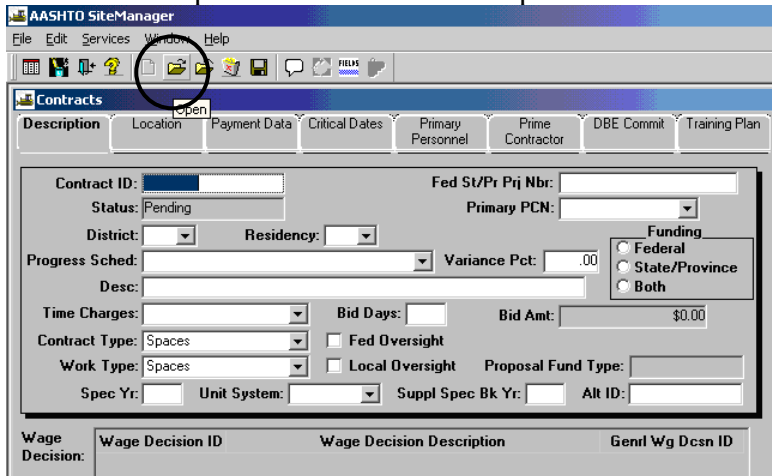 AASHTO SiteManager
File Edit Services Window Help
FIELDS
Contracts
Open
Description Location Payment Data Critical Dates Primary Personnel Prime Contractor DBE Commit Training Plan
Contract ID: Fed St/Pr Prj Nbr:
Status: Pending Primary PCN:
District: Residency: Funding
Federal
Progress Sched: Variance Pct: .00 State/Province
Desc: Both
Time Charges: Bid Days: Bid Amt: $0.00
Contract Type: Spaces Fed Oversight
Work Type: Spaces Local Oversight Proposal Fund Type:
Spec Yr: Unit System: Suppl Spec Bk Yr: Alt ID:
Wage Decision: Wage Decision ID Wage Decision Description Genrl Wg Dcsn ID